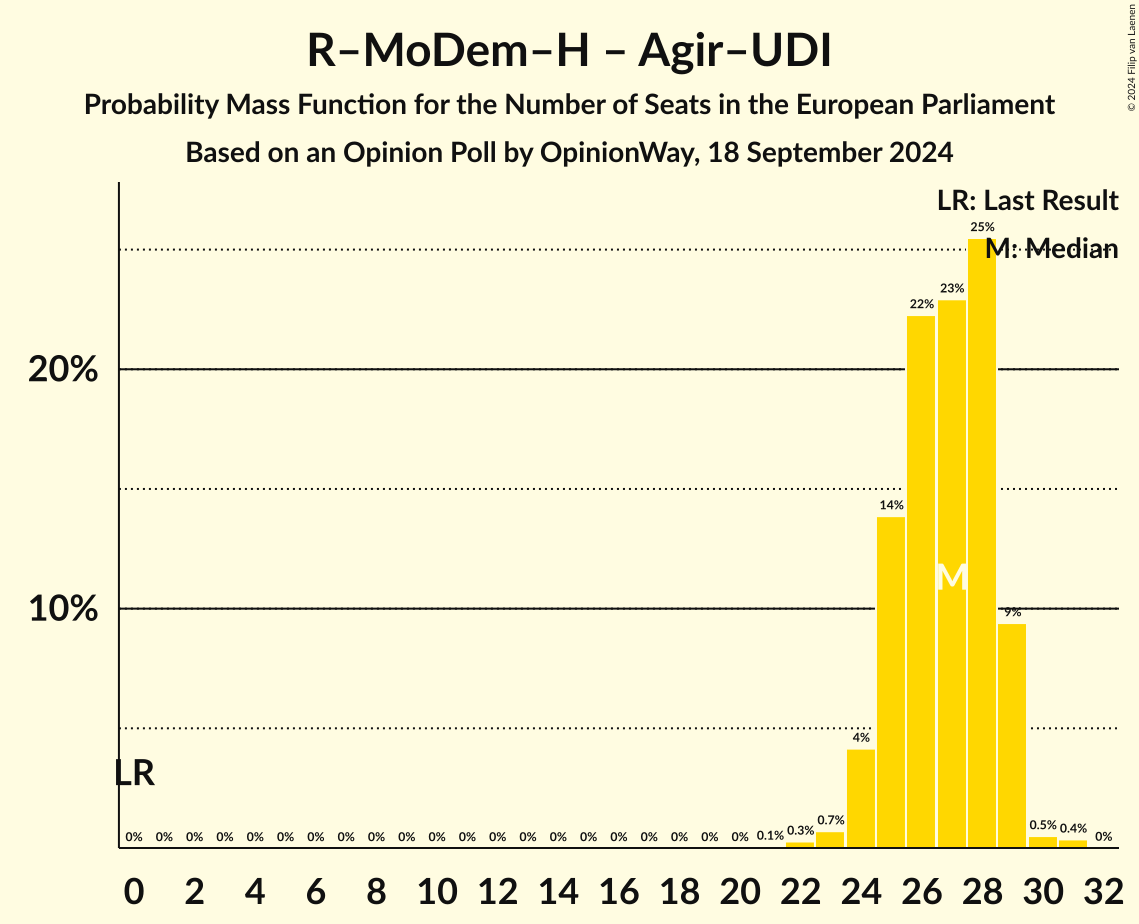 R–MoDem–H – Agir–UDI
Probability Mass Function for the Number of Seats in the European Parliament
Based on an Opinion Poll by OpinionWay, 18 September 2024
© 2024 Filip van Laenen
LR: Last Result
M: Median
20%
10%
LR
M
0% 0% 0% 0% 0% 0% 0% 0% 0% 0% 0% 0% 0% 0% 0% 0% 0% 0% 0% 0% 0% 0.1% 0.3% 0.7% 4% 14% 22% 23% 25% 9% 0.5% 0.4% 0%
0 2 4 6 8 10 12 14 16 18 20 22 24 26 28 30 32